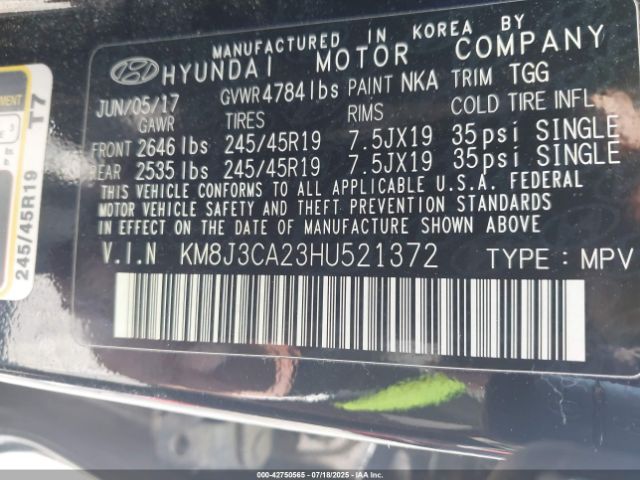 MANUFACTURED IN KOREA BY
HYUNDAI MOTOR COMPANY
JUN/05/17 GVWR 4784 lbs PAINT NKA TRIM TGG
GAWR TIRES RIMS COLD TIRE INFL.
FRONT 2646 lbs 245/45R19 7.5JX19 35psi SINGLE
REAR 2535 lbs 245/45R19 7.5JX19 35psi SINGLE
THIS VEHICLE CONFORMS TO ALL APPLICABLE U.S.A. FEDERAL
MOTOR VEHICLE SAFETY AND THEFT PREVENTION STANDARDS
IN EFFECT ON THE DATE OF MANUFACTURE SHOWN ABOVE.
V.I.N KM8J3CA23HU521372 TYPE : MPV
T7
245/45R19
000-42750565 07/18/2025 IAA Inc.